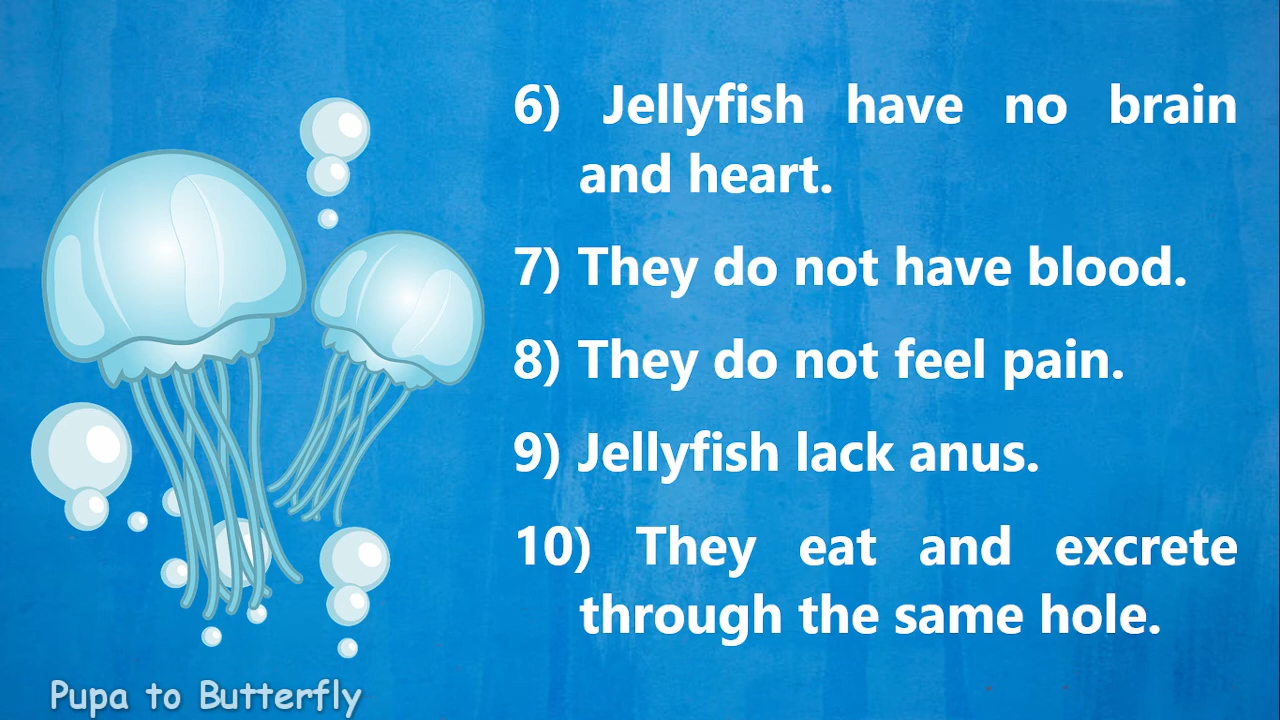 6) Jellyfish have no brain
and heart.
7) They do not have blood.
8) They do not feel pain.
9) Jellyfish lack anus.
10) They eat and excrete
through the same hole.
Pupa to Butterfly